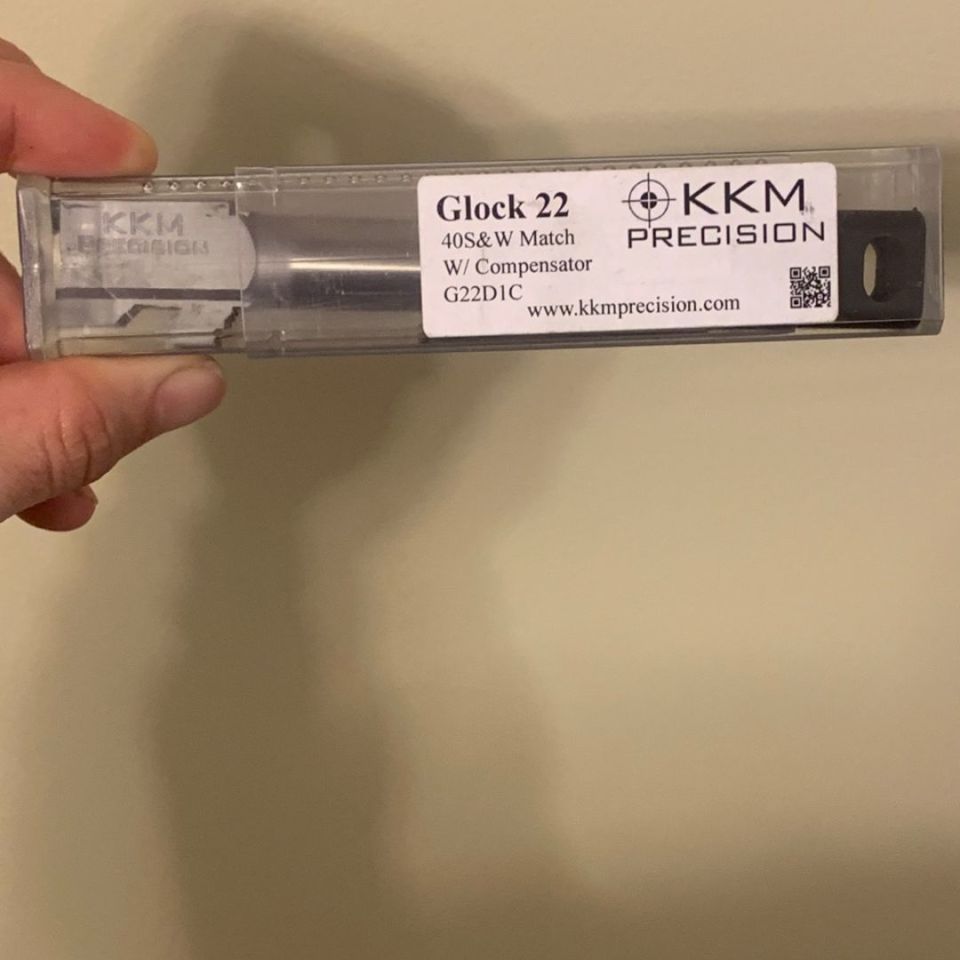 KKM
PRECISION
Glock 22
40S&W Match
W/ Compensator
G22D1C
www.kkmprecision.com
KKM
PRECISION